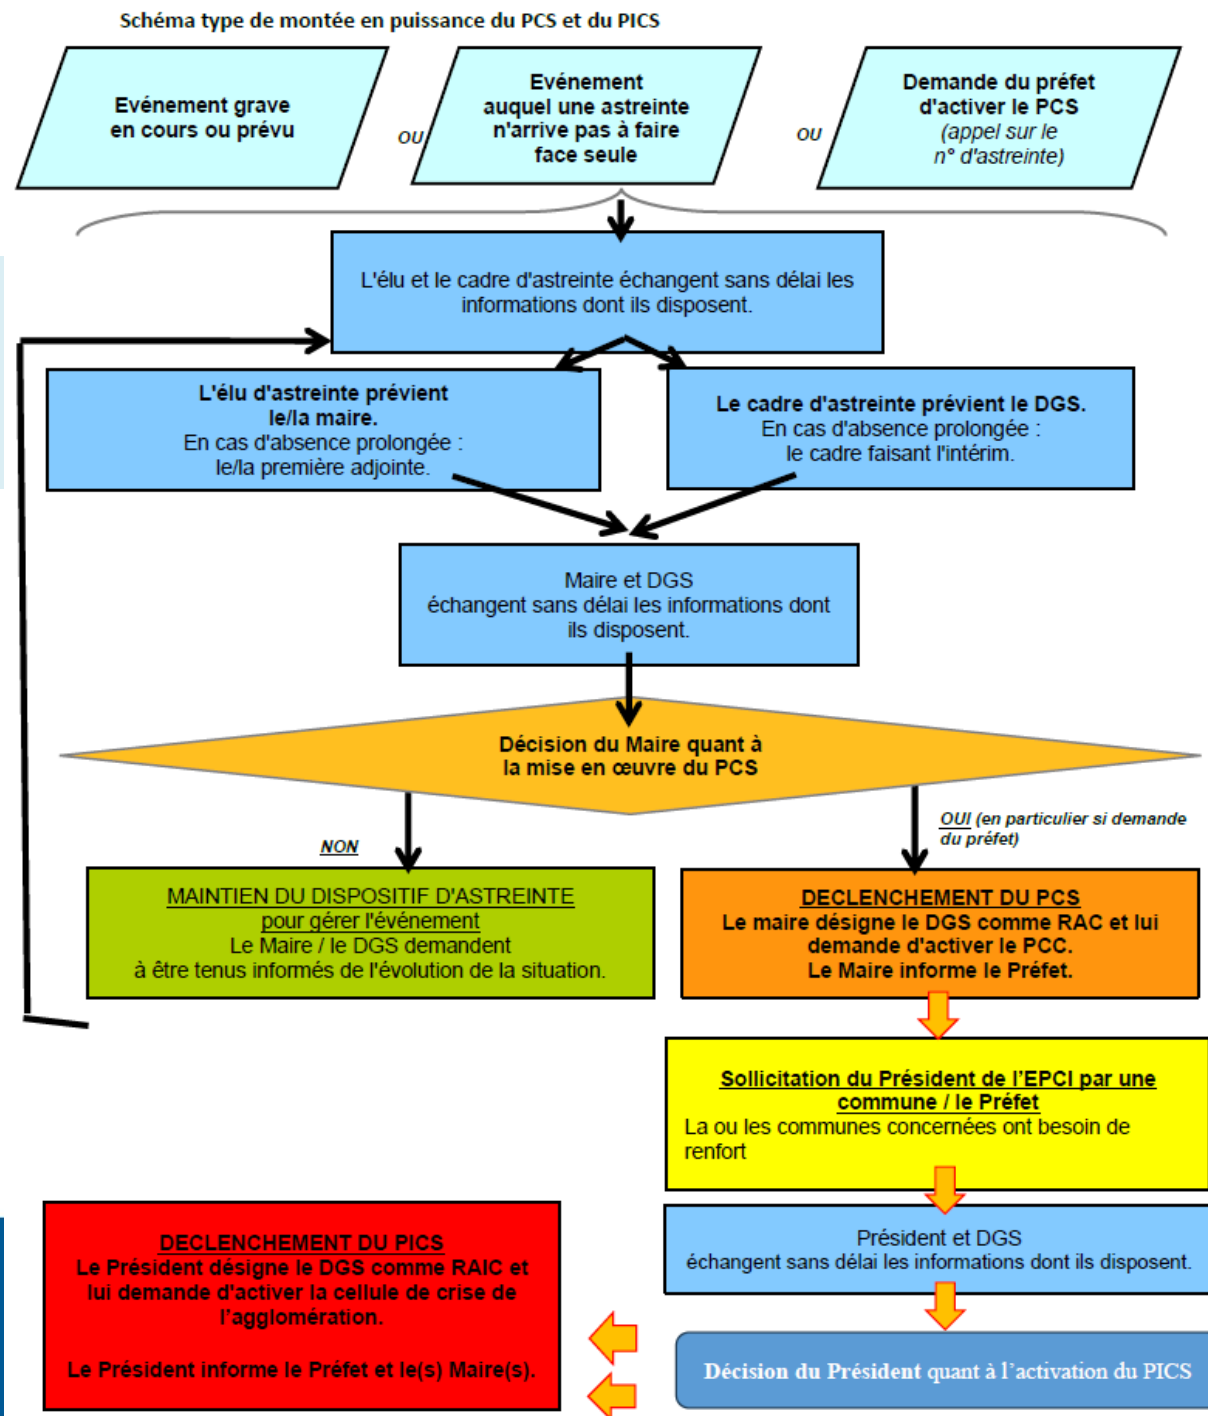 Schéma type de montée en puissance du PCS et du PICS
Evénement grave
en cours ou prévu
ou
Evénement
auquel une astreinte
n'arrive pas à faire
face seule
ou
Demande du préfet
d'activer le PCS
(appel sur le
n° d'astreinte)
L'élu et le cadre d'astreinte échangent sans délai les
informations dont ils disposent.
L'élu d'astreinte prévient
le/la maire.
En cas d'absence prolongée :
le/la première adjointe.
Le cadre d'astreinte prévient le DGS.
En cas d'absence prolongée :
le cadre faisant l'intérim.
Maire et DGS
échangent sans délai les informations dont
ils disposent.
Décision du Maire quant à
la mise en œuvre du PCS
NON
OUI (en particulier si demande
du préfet)
MAINTIEN DU DISPOSITIF D'ASTREINTE
pour gérer l'événement
Le Maire / le DGS demandent
à être tenus informés de l'évolution de la situation.
DECLENCHEMENT DU PCS
Le maire désigne le DGS comme RAC et lui
demande d'activer le PCC.
Le Maire informe le Préfet.
Sollicitation du Président de l'EPCI par une
commune / le Préfet
La ou les communes concernées ont besoin de
renfort
Président et DGS
échangent sans délai les informations dont ils disposent.
Décision du Président quant à l'activation du PICS
DECLENCHEMENT DU PICS
Le Président désigne le DGS comme RAIC et
lui demande d'activer la cellule de crise de
l'agglomération.
Le Président informe le Préfet et le(s) Maire(s).